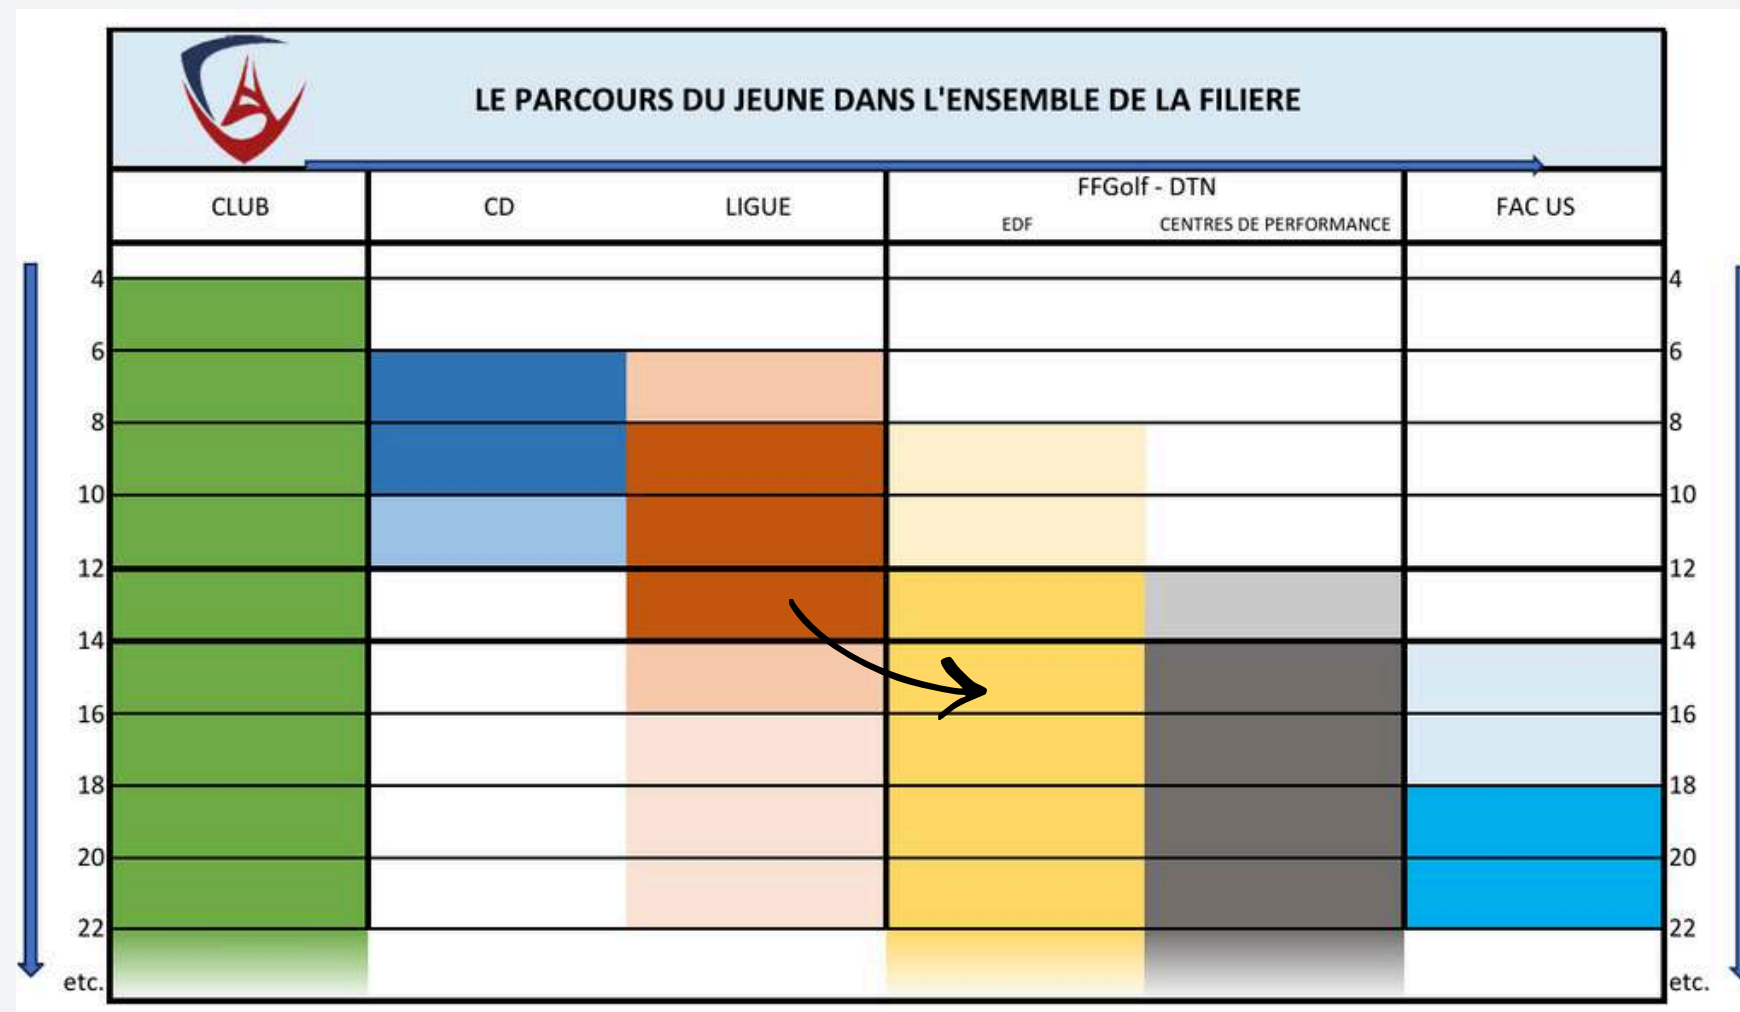 LE PARCOURS DU JEUNE DANS L'ENSEMBLE DE LA FILIERE
CLUB
CD
LIGUE
FFGolf - DTN
EDF
CENTRES DE PERFORMANCE
FAC US
4 4
6 6
8 8
10 10
12 12
14 14
16 16
18 18
20 20
22 22
etc. etc.